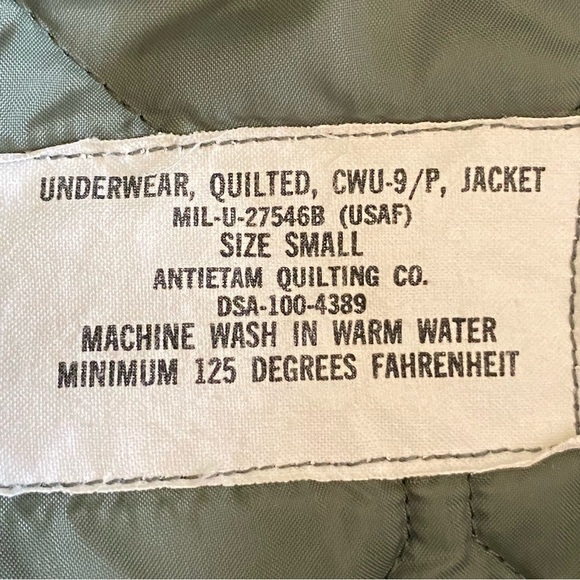 UNDERWEAR, QUILTED, CWU-9/P, JACKET
MIL-U-27546B (USAF)
SIZE SMALL
ANTIETAM QUILTING CO.
DSA-100-4389
MACHINE WASH IN WARM WATER
MINIMUM 125 DEGREES FAHRENHEIT